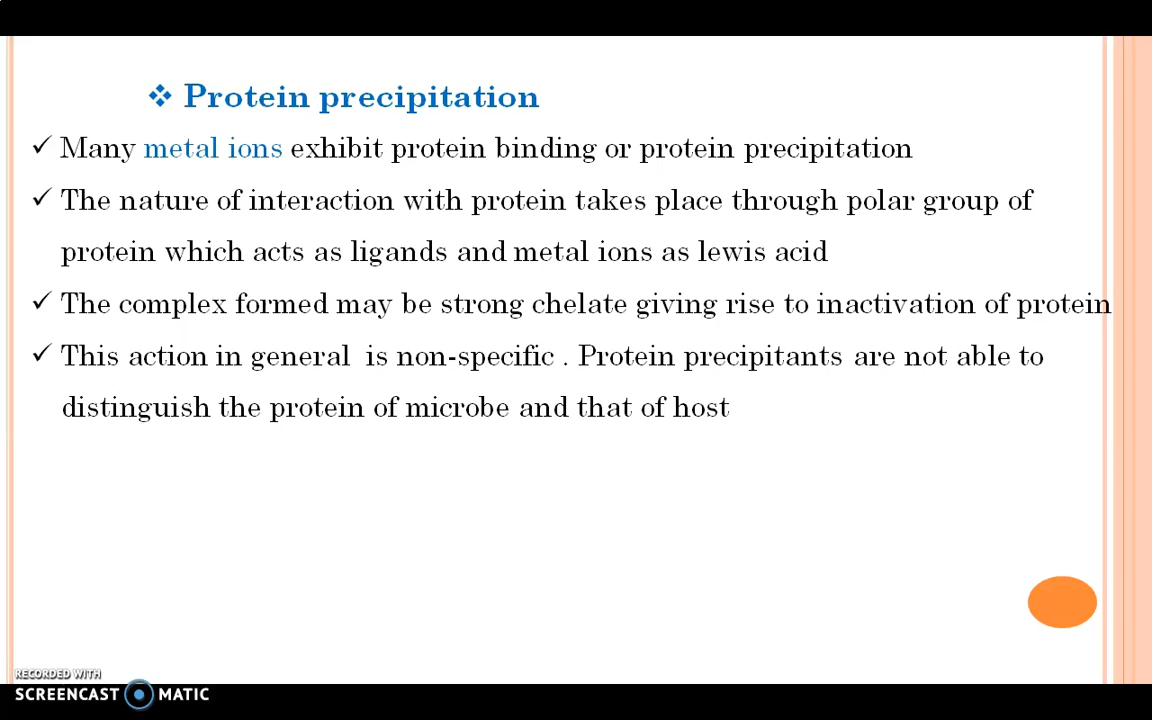 ❖ Protein precipitation
✓ Many metal ions exhibit protein binding or protein precipitation
✓ The nature of interaction with protein takes place through polar group of
protein which acts as ligands and metal ions as lewis acid
✓ The complex formed may be strong chelate giving rise to inactivation of protein
✓ This action in general is non-specific . Protein precipitants are not able to
distinguish the protein of microbe and that of host
RECORDED WITH
SCREENCAST MATIC